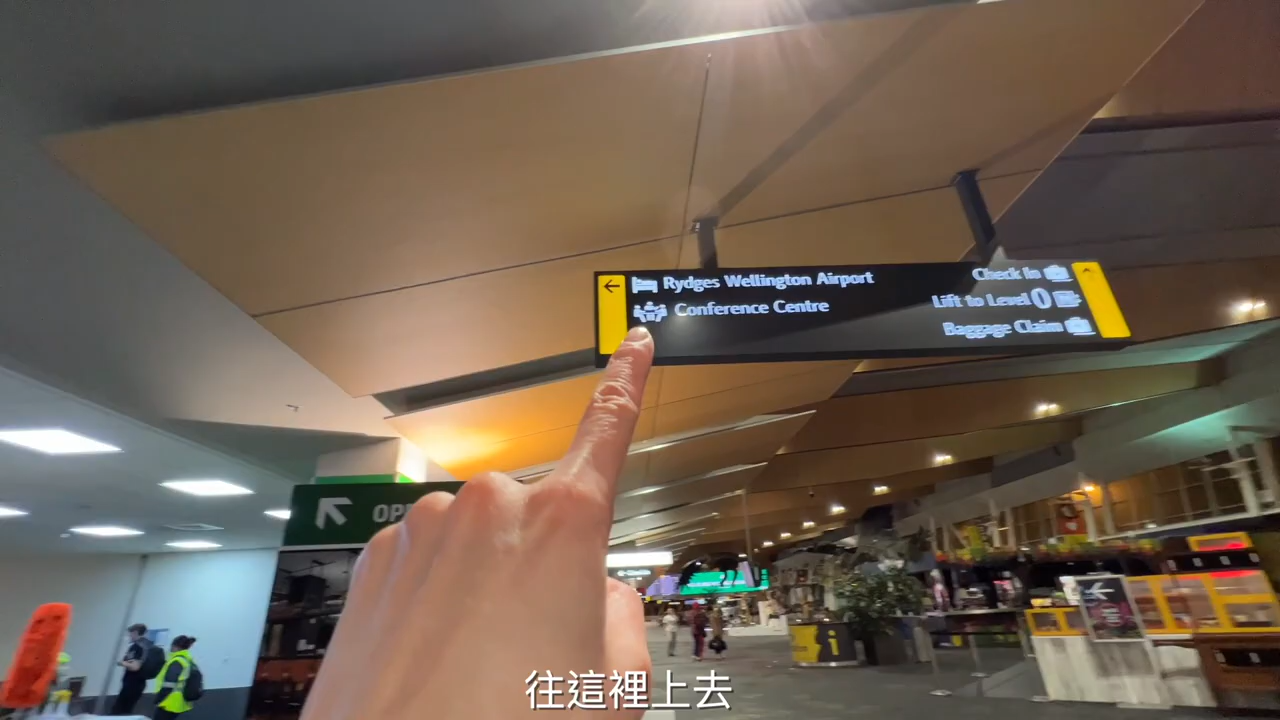 Rydges Wellington Airport
Conference Centre
Check In
Lift to Level 0
Baggage Claim
i
往這裡上去